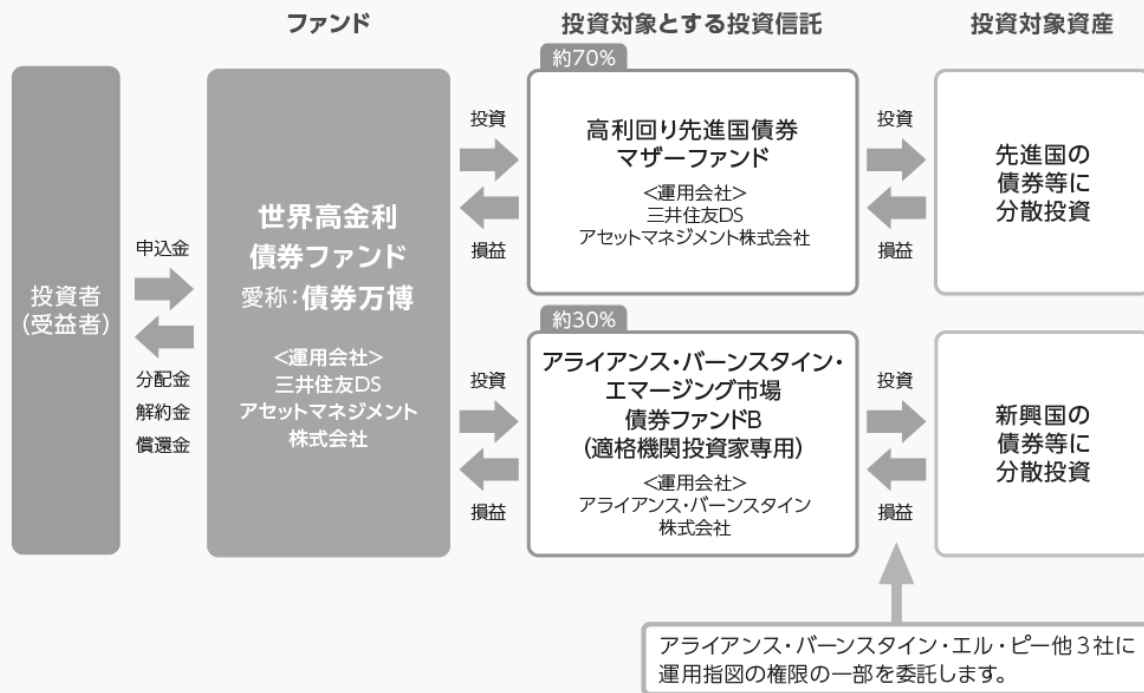 ファンド
投資対象とする投資信託
投資対象資産
投資者
(受益者)
申込金
分配金
解約金
償還金
世界高金利
債券ファンド
愛称：債券万博
<運用会社>
三井住友DS
アセットマネジメント
株式会社
投資
損益
約70%
高利回り先進国債券
マザーファンド
<運用会社>
三井住友DS
アセットマネジメント株式会社
投資
損益
先進国の
債券等に
分散投資
投資
損益
約30%
アライアンス・バーンスタイン・
エマージング市場
債券ファンドB
(適格機関投資家専用)
<運用会社>
アライアンス・バーンスタイン
株式会社
投資
損益
新興国の
債券等に
分散投資
アライアンス・バーンスタイン・エル・ピー他3社に
運用指図の権限の一部を委託します。